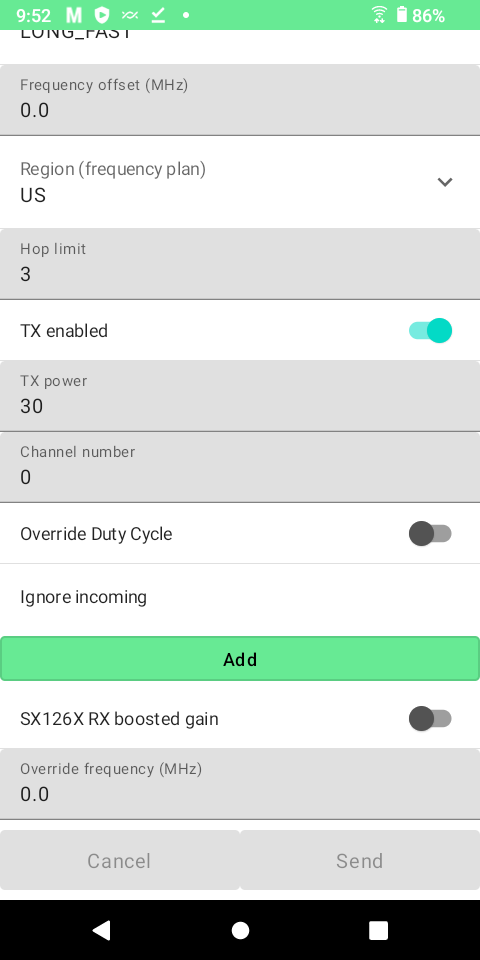 9:52
86%
LONG_FAST
Frequency offset (MHz)
0.0
Region (frequency plan)
US
Hop limit
3
TX enabled
TX power
30
Channel number
0
Override Duty Cycle
Ignore incoming
Add
SX126X RX boosted gain
Override frequency (MHz)
0.0
Cancel
Send